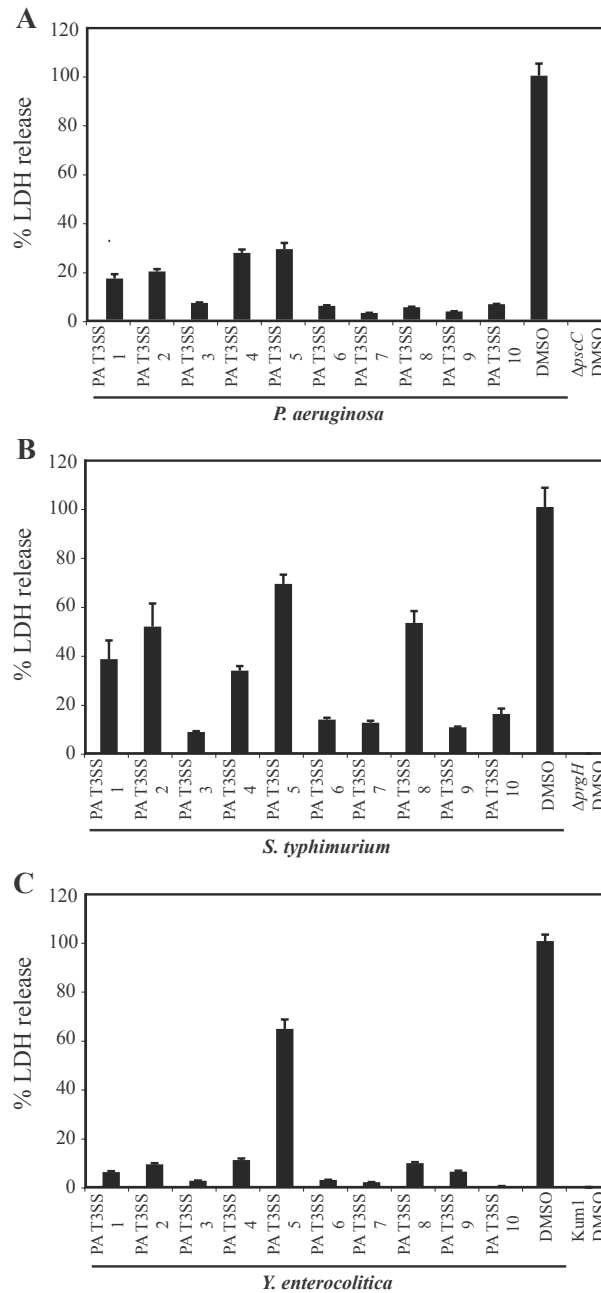 A
% LDH release
120
100
80
60
40
20
0
PA T3SS 1
PA T3SS 2
PA T3SS 3
PA T3SS 4
PA T3SS 5
PA T3SS 6
PA T3SS 7
PA T3SS 8
PA T3SS 9
PA T3SS 10
DMSO
ΔpscC DMSO
P. aeruginosa
B
% LDH release
120
100
80
60
40
20
0
PA T3SS 1
PA T3SS 2
PA T3SS 3
PA T3SS 4
PA T3SS 5
PA T3SS 6
PA T3SS 7
PA T3SS 8
PA T3SS 9
PA T3SS 10
DMSO
ΔprgH DMSO
S. typhimurium
C
% LDH release
120
100
80
60
40
20
0
PA T3SS 1
PA T3SS 2
PA T3SS 3
PA T3SS 4
PA T3SS 5
PA T3SS 6
PA T3SS 7
PA T3SS 8
PA T3SS 9
PA T3SS 10
DMSO
Kum1 DMSO
Y. enterocolitica